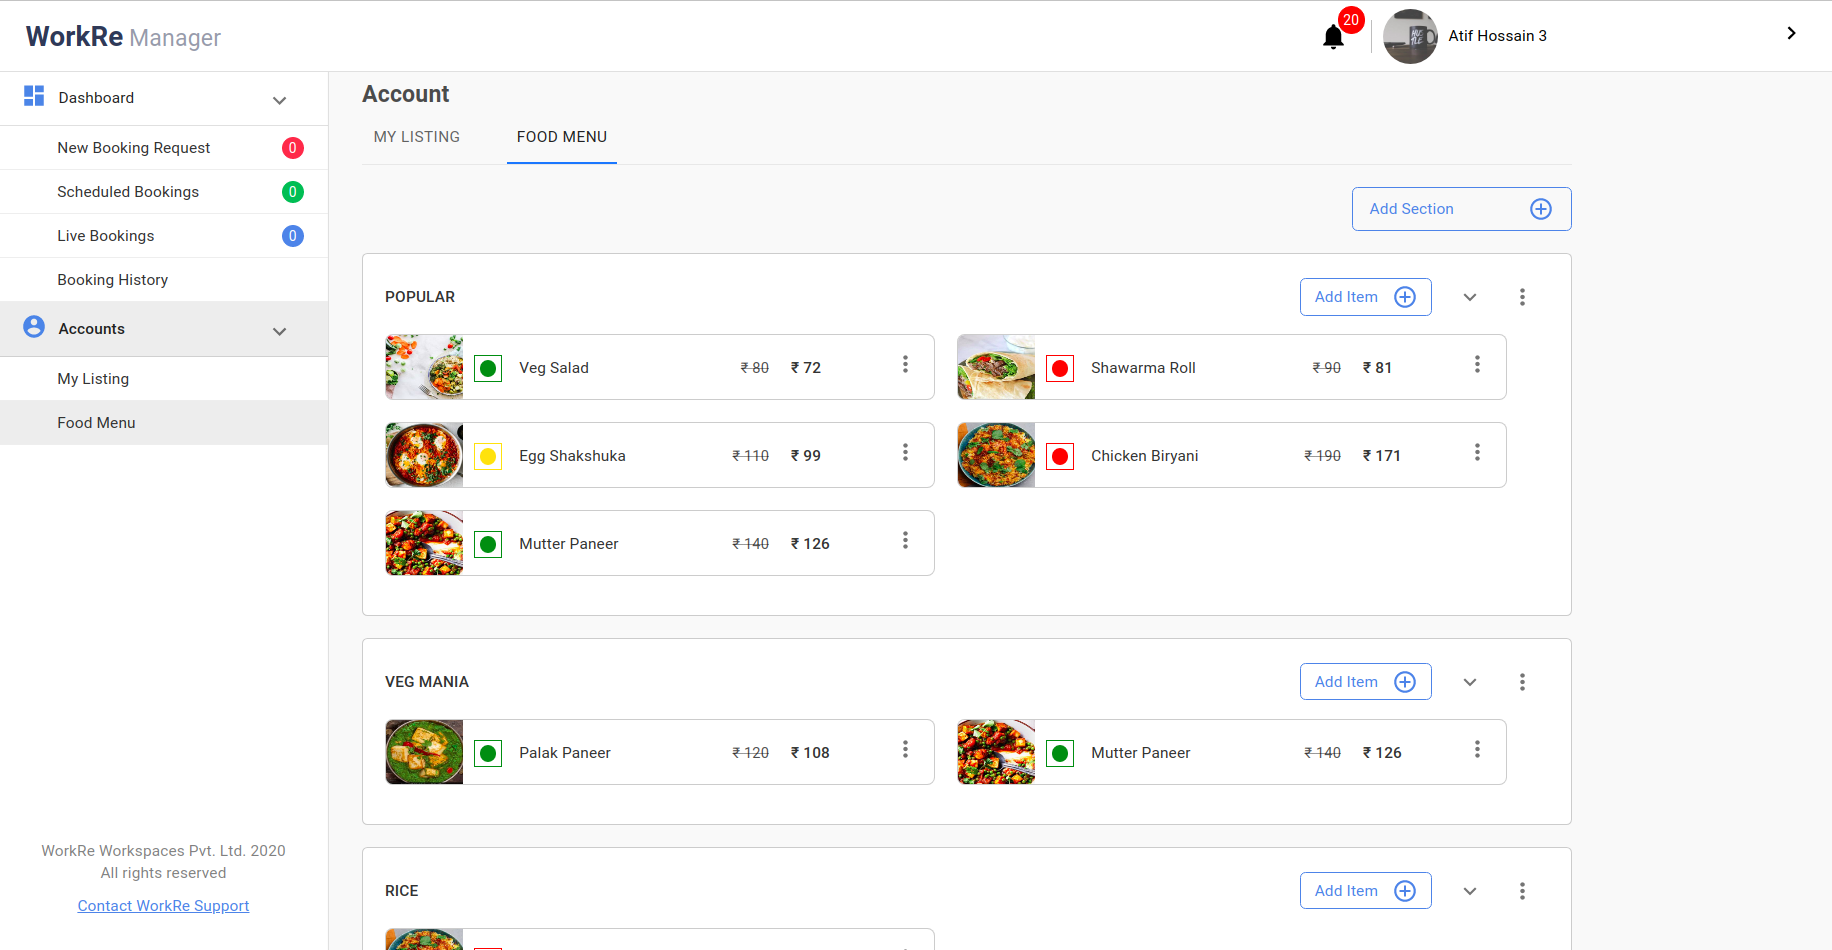 WorkRe Manager
20
Atif Hossain 3
Dashboard
New Booking Request 0
Scheduled Bookings 0
Live Bookings 0
Booking History
Accounts
My Listing
Food Menu
WorkRe Workspaces Pvt. Ltd. 2020
All rights reserved
Contact WorkRe Support
Account
MY LISTING FOOD MENU
Add Section
POPULAR Add Item
Veg Salad ₹ 80 ₹ 72
Shawarma Roll ₹ 90 ₹ 81
Egg Shakshuka ₹ 110 ₹ 99
Chicken Biryani ₹ 190 ₹ 171
Mutter Paneer ₹ 140 ₹ 126
VEG MANIA Add Item
Palak Paneer ₹ 120 ₹ 108
Mutter Paneer ₹ 140 ₹ 126
RICE Add Item